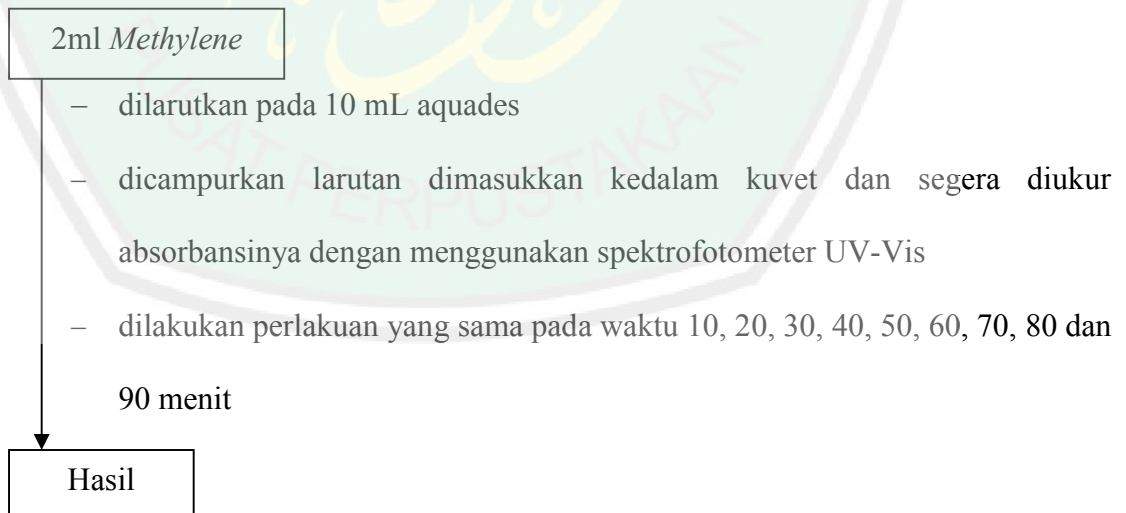 2ml Methylene
– dilarutkan pada 10 mL aquades
– dicampurkan larutan dimasukkan kedalam kuvet dan segera diukur
absorbansinya dengan menggunakan spektrofotometer UV-Vis
– dilakukan perlakuan yang sama pada waktu 10, 20, 30, 40, 50, 60, 70, 80 dan
90 menit
Hasil
PUSAT PERPUSTAKAAN